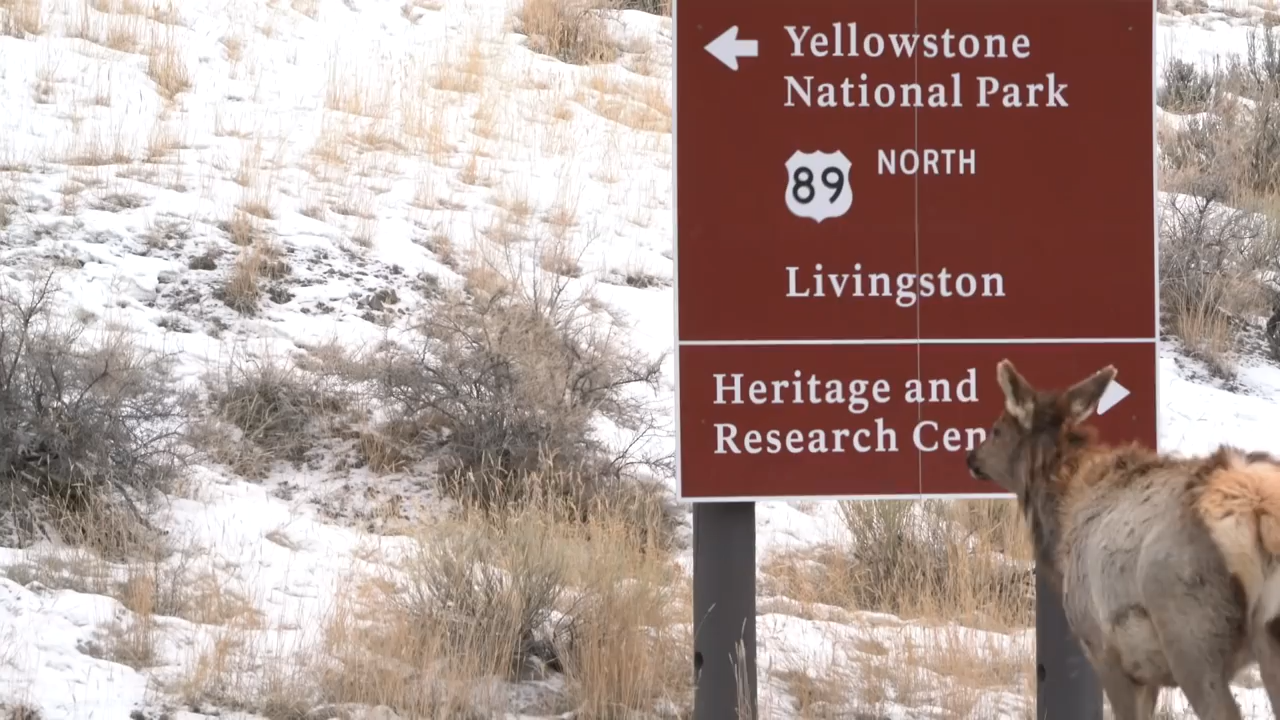 Yellowstone
National Park
89 NORTH
Livingston
Heritage and
Research Cen